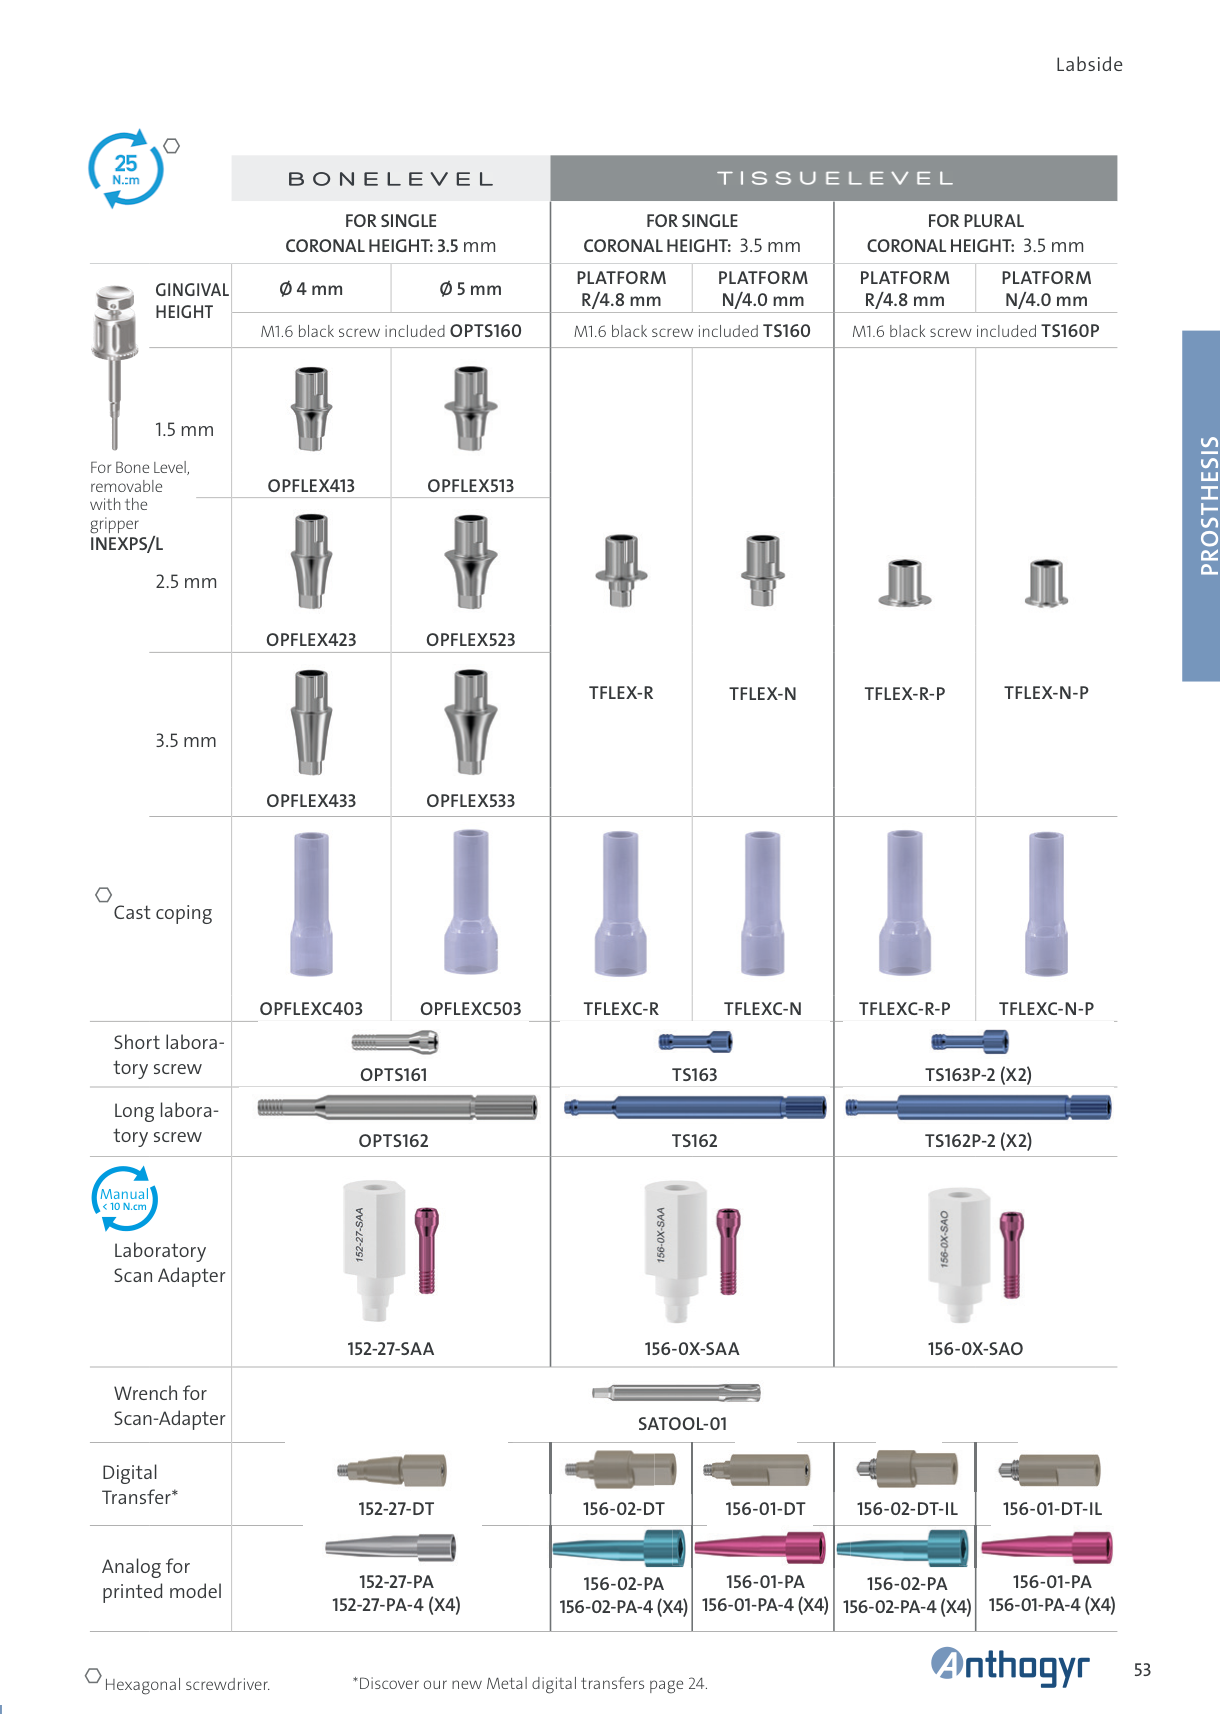 Labside
25
N.cm
BONELEVEL
TISSUELEVEL
FOR SINGLE
CORONAL HEIGHT: 3.5 mm
FOR SINGLE
CORONAL HEIGHT: 3.5 mm
FOR PLURAL
CORONAL HEIGHT: 3.5 mm
GINGIVAL
HEIGHT
Ø 4 mm
Ø 5 mm
PLATFORM
R/4.8 mm
PLATFORM
N/4.0 mm
PLATFORM
R/4.8 mm
PLATFORM
N/4.0 mm
M1.6 black screw included OPTS160
M1.6 black screw included TS160
M1.6 black screw included TS160P
1.5 mm
OPFLEX413
OPFLEX513
For Bone Level,
removable
with the
gripper
INEXPS/L
2.5 mm
OPFLEX423
OPFLEX523
3.5 mm
OPFLEX433
OPFLEX533
TFLEX-R
TFLEX-N
TFLEX-R-P
TFLEX-N-P
PROSTHESIS
Cast coping
OPFLEXC403
OPFLEXC503
TFLEXC-R
TFLEXC-N
TFLEXC-R-P
TFLEXC-N-P
Short labora-
tory screw
OPTS161
TS163
TS163P-2 (X2)
Long labora-
tory screw
OPTS162
TS162
TS162P-2 (X2)
Manual
< 10 N.cm
Laboratory
Scan Adapter
152-27-SAA
156-0X-SAA
156-0X-SAO
152-27-SAA
156-0X-SAA
156-0X-SAO
Wrench for
Scan-Adapter
SATOOL-01
Digital
Transfer*
152-27-DT
156-02-DT
156-01-DT
156-02-DT-IL
156-01-DT-IL
Analog for
printed model
152-27-PA
152-27-PA-4 (X4)
156-02-PA
156-02-PA-4 (X4)
156-01-PA
156-01-PA-4 (X4)
156-02-PA
156-02-PA-4 (X4)
156-01-PA
156-01-PA-4 (X4)
Hexagonal screwdriver.
*Discover our new Metal digital transfers page 24.
Anthogyr
53